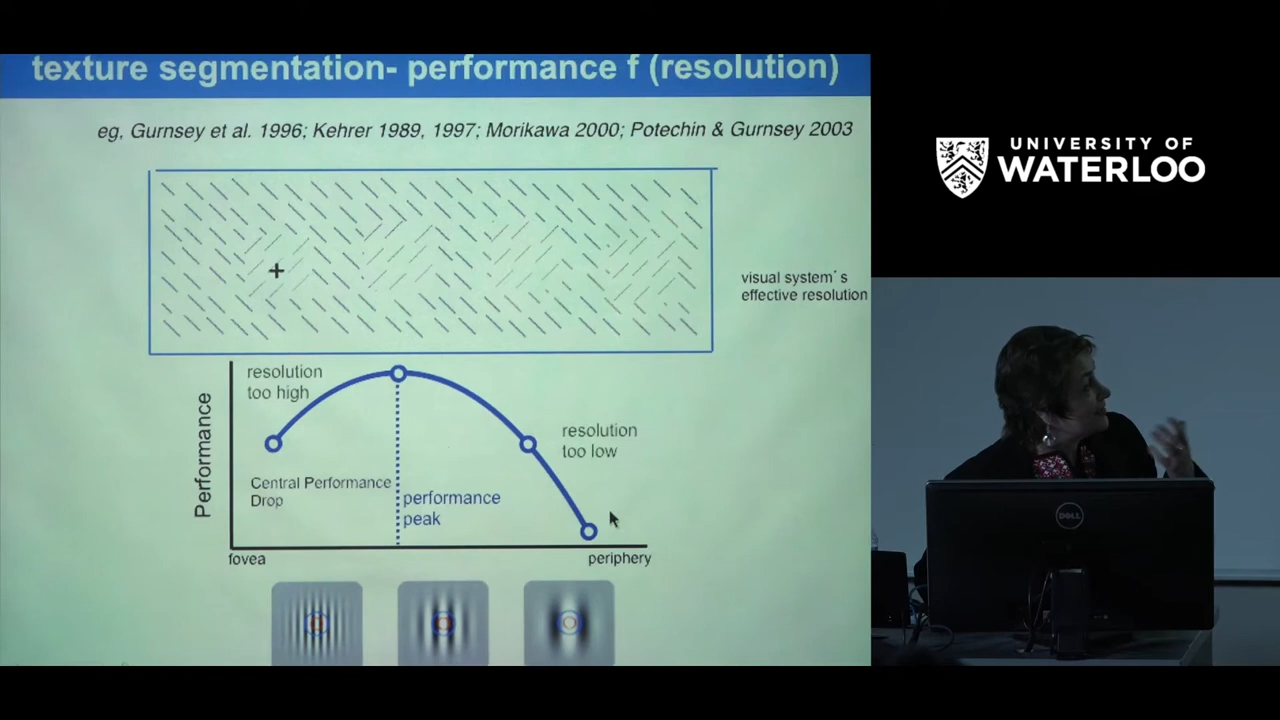 texture segmentation- performance f (resolution)
eg, Gurnsey et al. 1996; Kehrer 1989, 1997; Morikawa 2000; Potechin & Gurnsey 2003
+
visual system´s
effective resolution
resolution
too high
resolution
too low
Performance
Central Performance
Drop
performance
peak
fovea
periphery
UNIVERSITY OF
WATERLOO
DELL